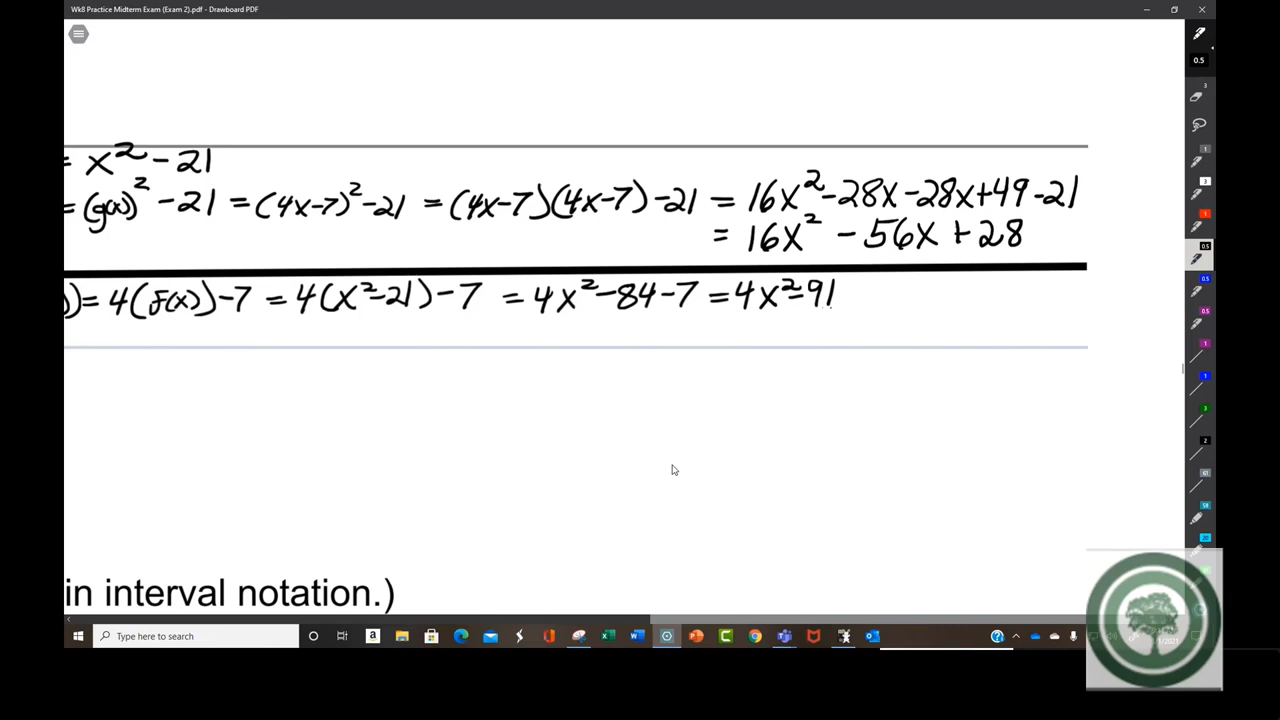 Wk8 Practice Midterm Exam (Exam 2).pdf - Drawboard PDF
0.5
= x² - 21
= (g(x))² - 21 = (4x-7)² - 21 = (4x-7)(4x-7) - 21 = 16x² - 28x - 28x + 49 - 21
= 16x² - 56x + 28
) = 4(f(x)) - 7 = 4(x² - 21) - 7 = 4x² - 84 - 7 = 4x² - 91
in interval notation.)
Type here to search